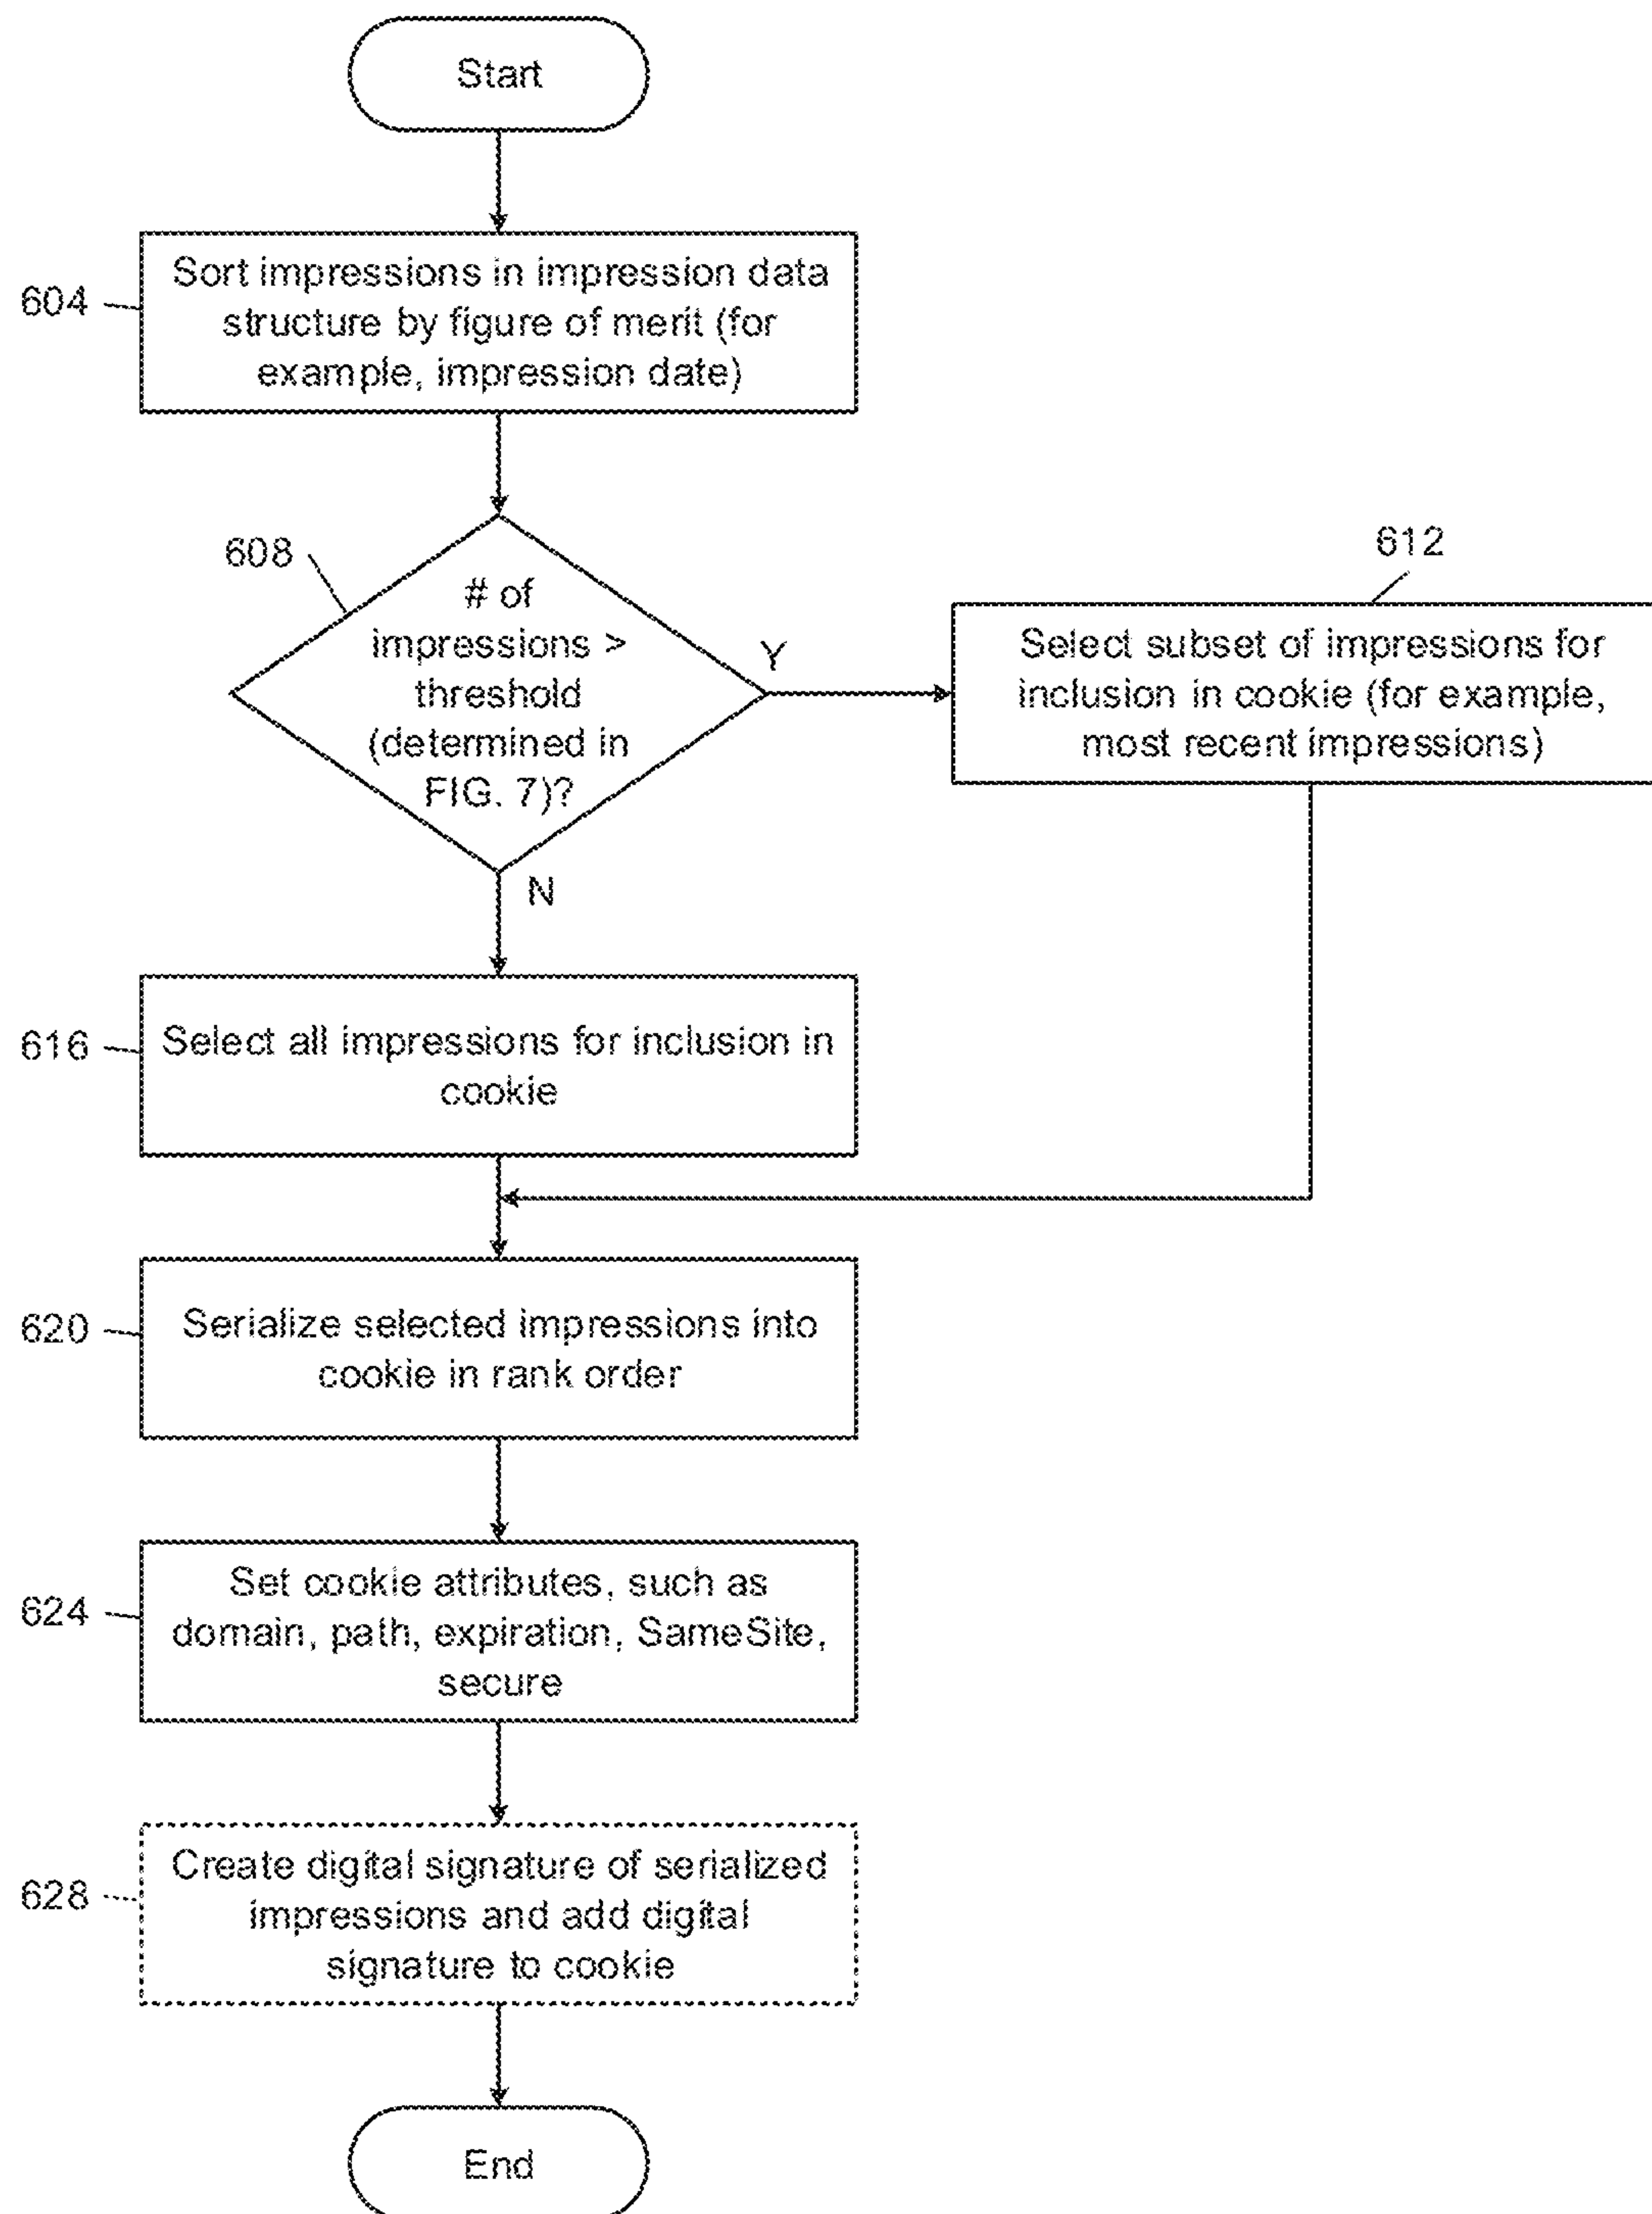 Start
604
Sort impressions in impression data
structure by figure of merit (for
example, impression date)
608
# of
impressions >
threshold
(determined in
FIG. 7)?
Y
N
612
Select subset of impressions for
inclusion in cookie (for example,
most recent impressions)
616
Select all impressions for inclusion in
cookie
620
Serialize selected impressions into
cookie in rank order
624
Set cookie attributes, such as
domain, path, expiration, SameSite,
secure
628
Create digital signature of serialized
impressions and add digital
signature to cookie
End